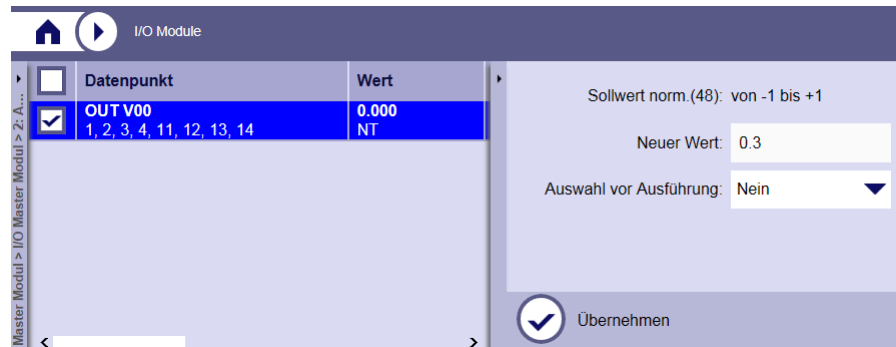 I/O Module
Datenpunkt Wert
OUT V00 0.000
1, 2, 3, 4, 11, 12, 13, 14 NT
Master Modul > I/O Master Modul > 2: A...
Sollwert norm.(48): von -1 bis +1
Neuer Wert: 0.3
Auswahl vor Ausführung: Nein
Übernehmen